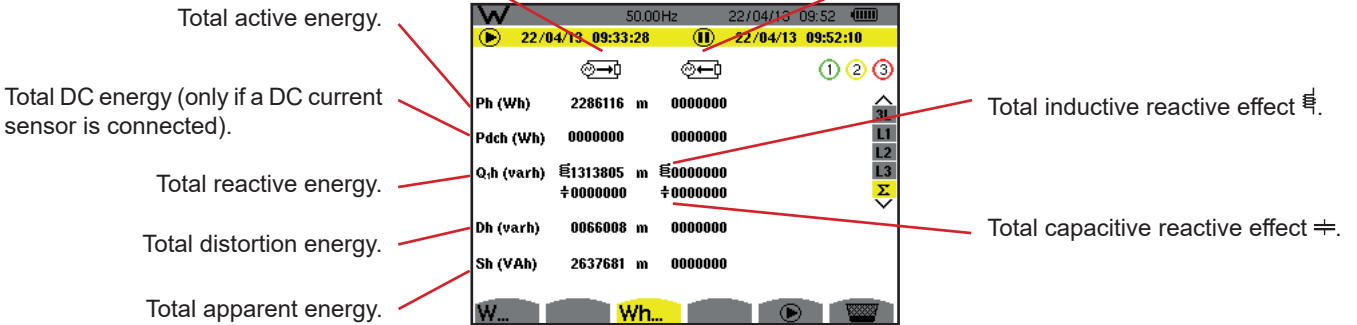 W 50.00Hz 22/04/13 09:52
22/04/13 09:33:28 22/04/13 09:52:10
1 2 3
Total active energy.
Ph (Wh) 2286116 m 0000000
3L
Total DC energy (only if a DC current
sensor is connected).
Pdch (Wh) 0000000 0000000
L1
L2
Total inductive reactive effect
Total reactive energy.
Q₁h (varh) 1313805 m 0000000
L3
0000000 0000000
Σ
Total capacitive reactive effect
Total distortion energy.
Dh (varh) 0066008 m 0000000
Sh (VAh) 2637681 m 0000000
Total apparent energy.
W... Wh...